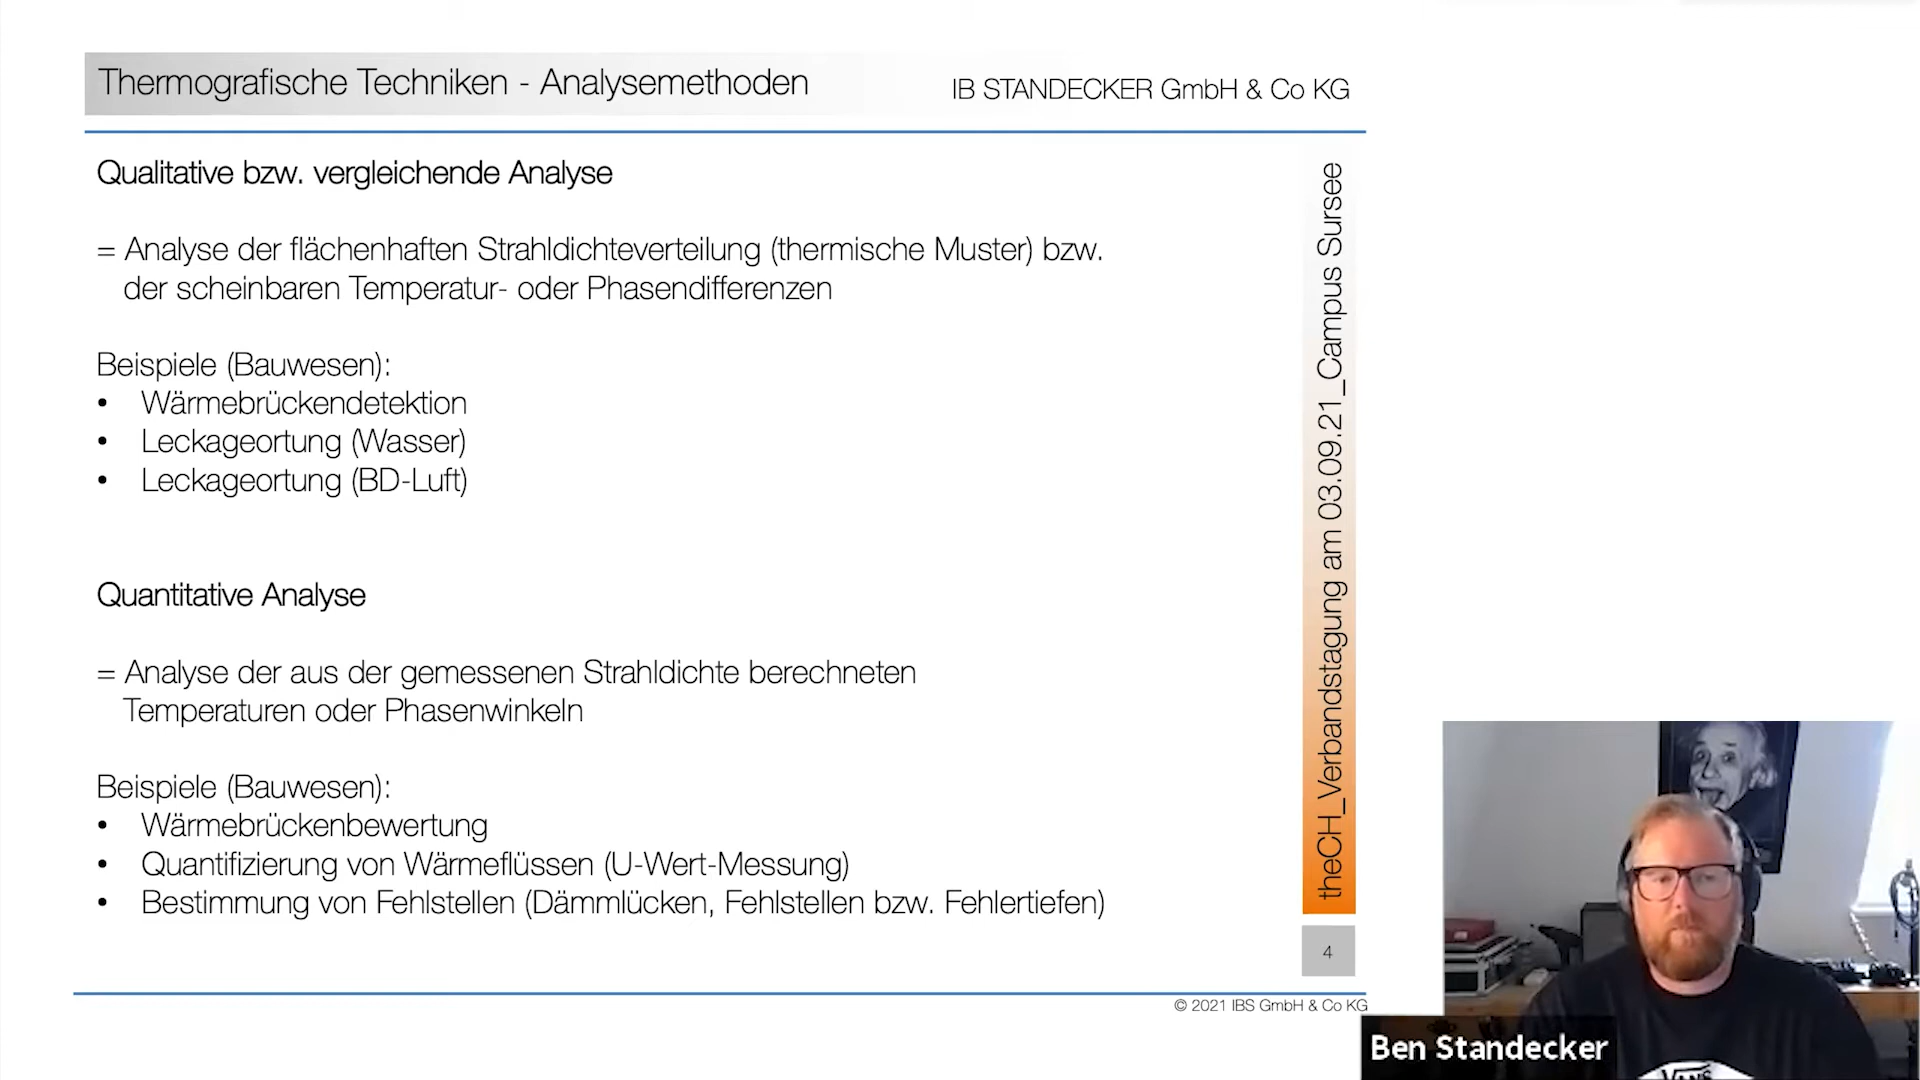 Thermografische Techniken - Analysemethoden
IB STANDECKER GmbH & Co KG
Qualitative bzw. vergleichende Analyse
= Analyse der flächenhaften Strahldichteverteilung (thermische Muster) bzw.
der scheinbaren Temperatur- oder Phasendifferenzen
Beispiele (Bauwesen):
• Wärmebrückendetektion
• Leckageortung (Wasser)
• Leckageortung (BD-Luft)
Quantitative Analyse
= Analyse der aus der gemessenen Strahldichte berechneten
Temperaturen oder Phasenwinkeln
Beispiele (Bauwesen):
• Wärmebrückenbewertung
• Quantifizierung von Wärmeflüssen (U-Wert-Messung)
• Bestimmung von Fehlstellen (Dämmlücken, Fehlstellen bzw. Fehlertiefen)
theCH_Verbandstagung am 03.09.21_Campus Sursee
4
© 2021 IBS GmbH & Co KG
Ben Standecker
VANS